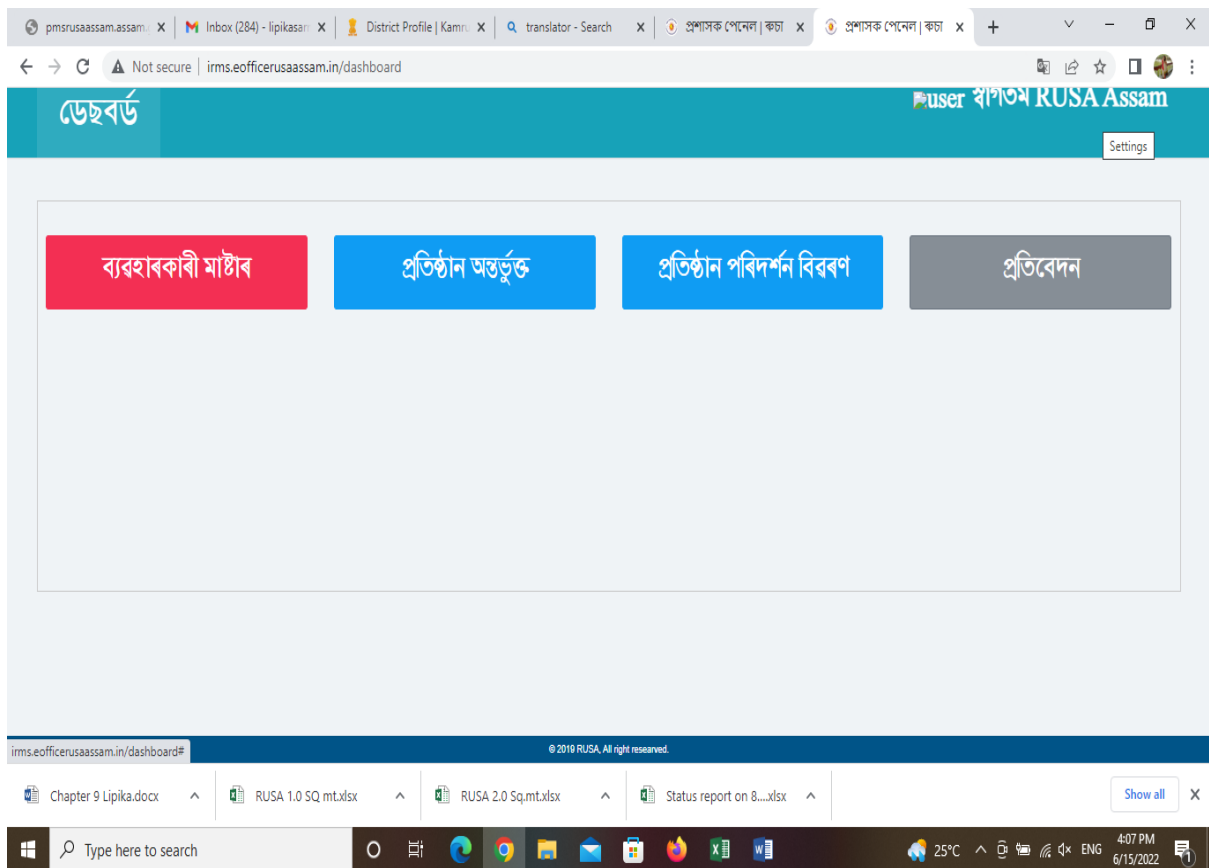 pmsrusaassam.assam.
Inbox (284) - lipikasarr
District Profile | Kamru
translator - Search
প্ৰশাসক পেনেল | ৰুচা
প্ৰশাসক পেনেল | ৰুচা
Not secure | irms.eofficerusaassam.in/dashboard
ডেছবৰ্ড
user স্বাগতম RUSA Assam
Settings
ব্যৱহাৰকাৰী মাষ্টাৰ
প্ৰতিষ্ঠান অন্তৰ্ভুক্ত
প্ৰতিষ্ঠান পৰিদৰ্শন বিৱৰণ
প্ৰতিবেদন
irms.eofficerusaassam.in/dashboard#
© 2019 RUSA, All right researved.
Chapter 9 Lipika.docx
RUSA 1.0 SQ mt.xlsx
RUSA 2.0 Sq.mt.xlsx
Status report on 8....xlsx
Show all
Type here to search
25°C
ENG
4:07 PM
6/15/2022
1